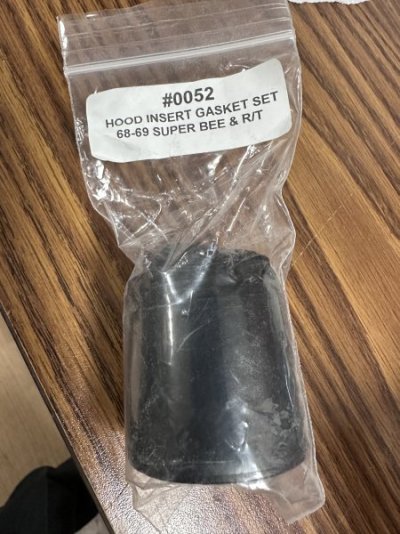 #0052
HOOD INSERT GASKET SET
68-69 SUPER BEE & R/T